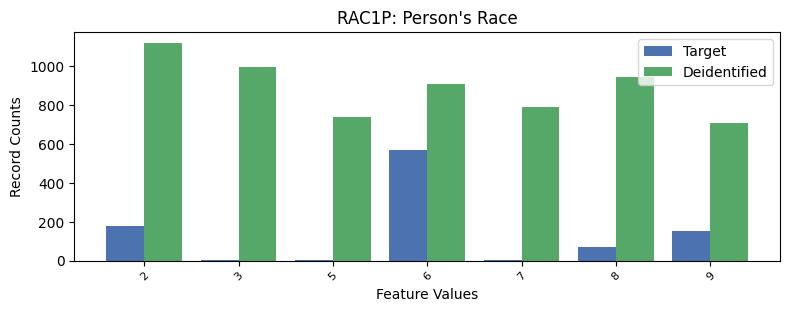 RAC1P: Person's Race
Target
Deidentified
Record Counts
1000
800
600
400
200
0
2 3 5 6 7 8 9
Feature Values